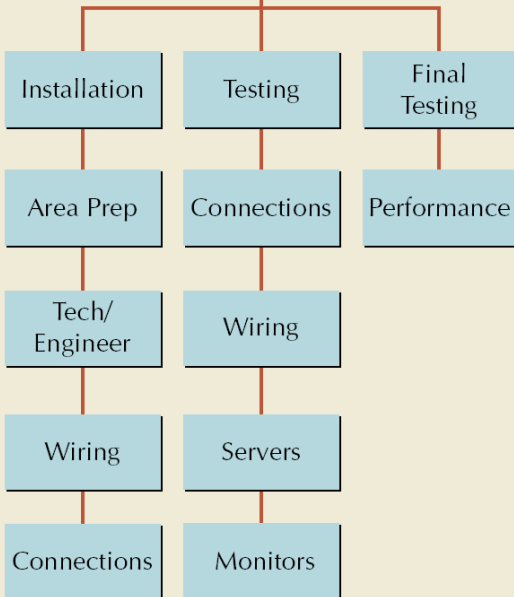 Installation
Area Prep
Tech/
Engineer
Wiring
Connections
Testing
Connections
Wiring
Servers
Monitors
Final
Testing
Performance